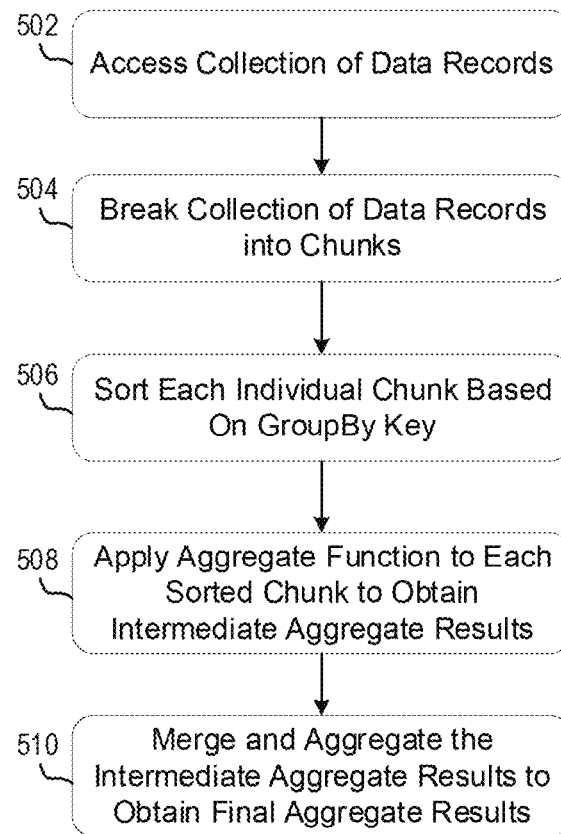 502
Access Collection of Data Records
504
Break Collection of Data Records
into Chunks
506
Sort Each Individual Chunk Based
On GroupBy Key
508
Apply Aggregate Function to Each
Sorted Chunk to Obtain
Intermediate Aggregate Results
510
Merge and Aggregate the
Intermediate Aggregate Results to
Obtain Final Aggregate Results